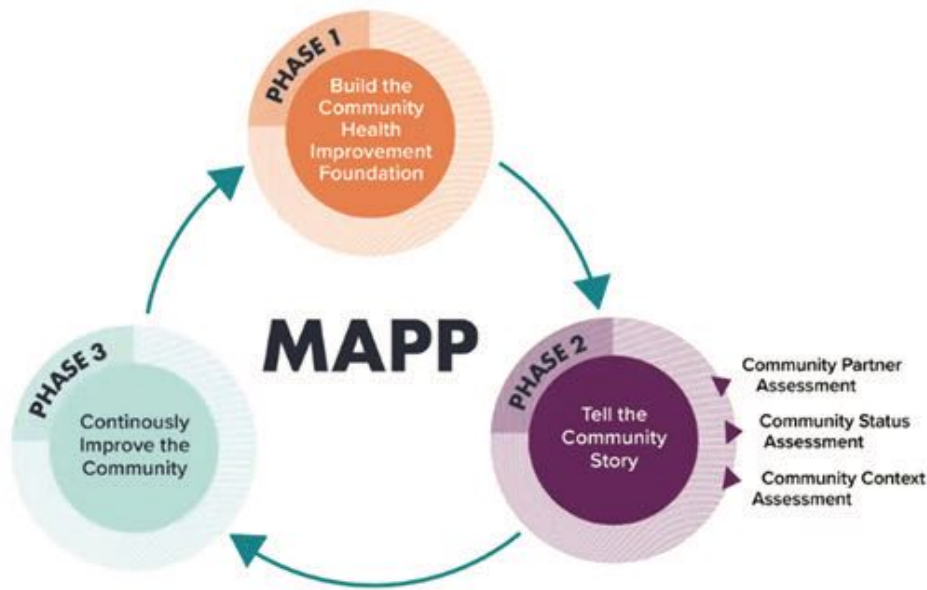 PHASE 1
Build the
Community
Health
Improvement
Foundation
MAPP
PHASE 2
Tell the
Community
Story
Community Partner
Assessment
Community Status
Assessment
Community Context
Assessment
PHASE 3
Continously
Improve the
Community